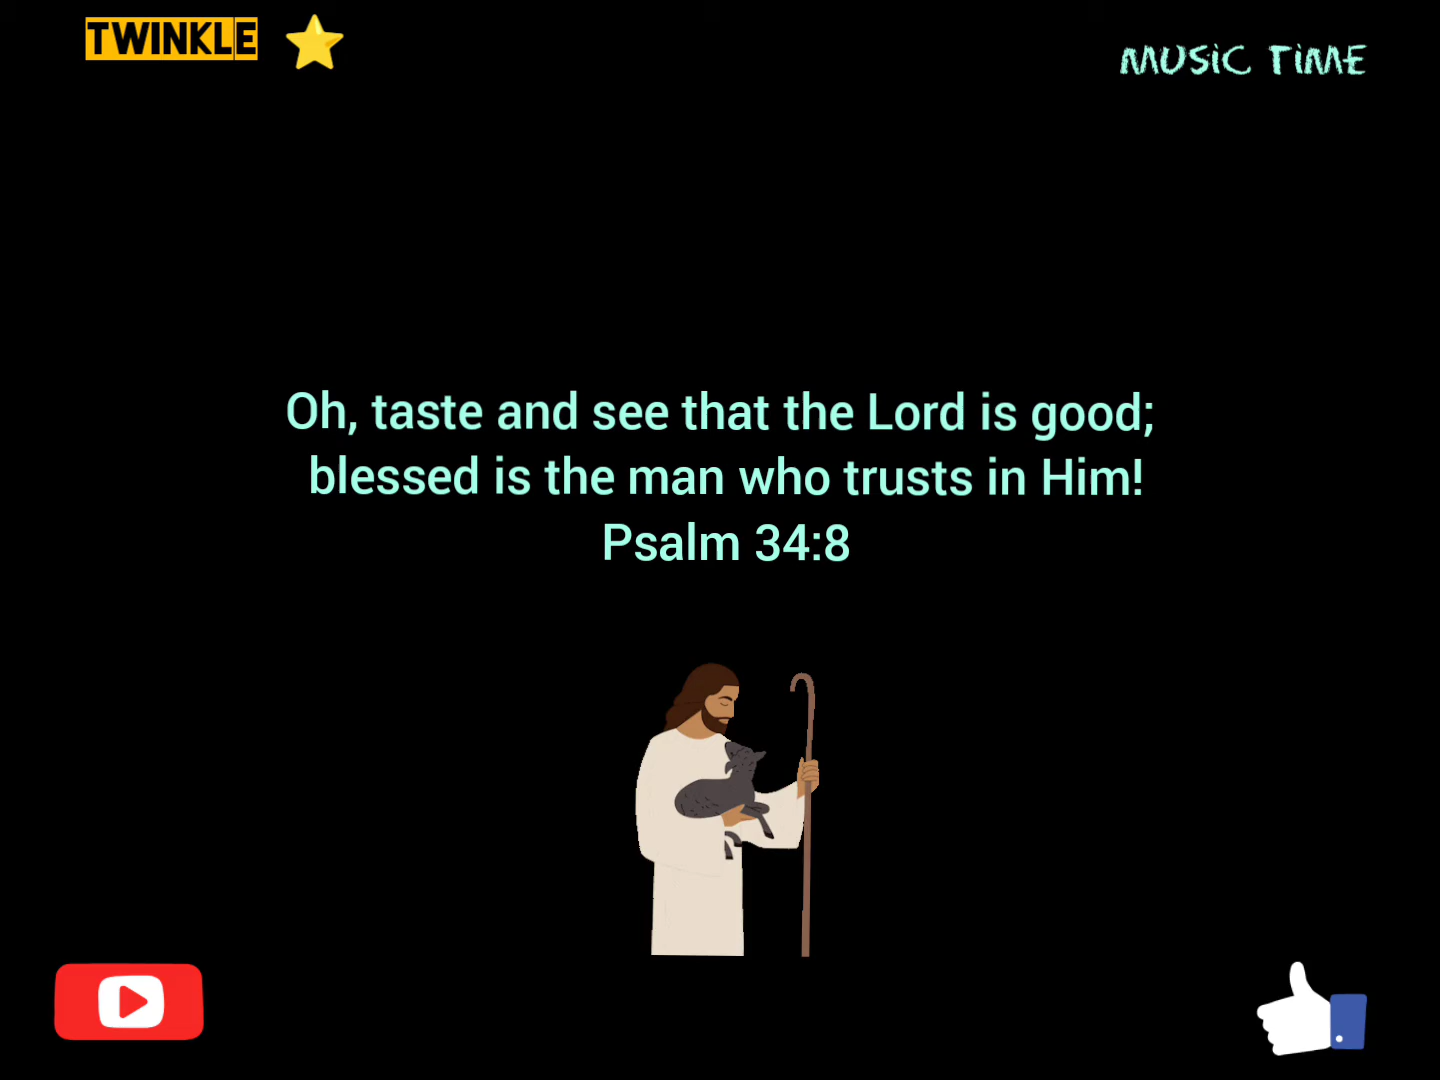 TWINKLE
MUSIC TIME
Oh, taste and see that the Lord is good;
blessed is the man who trusts in Him!
Psalm 34:8